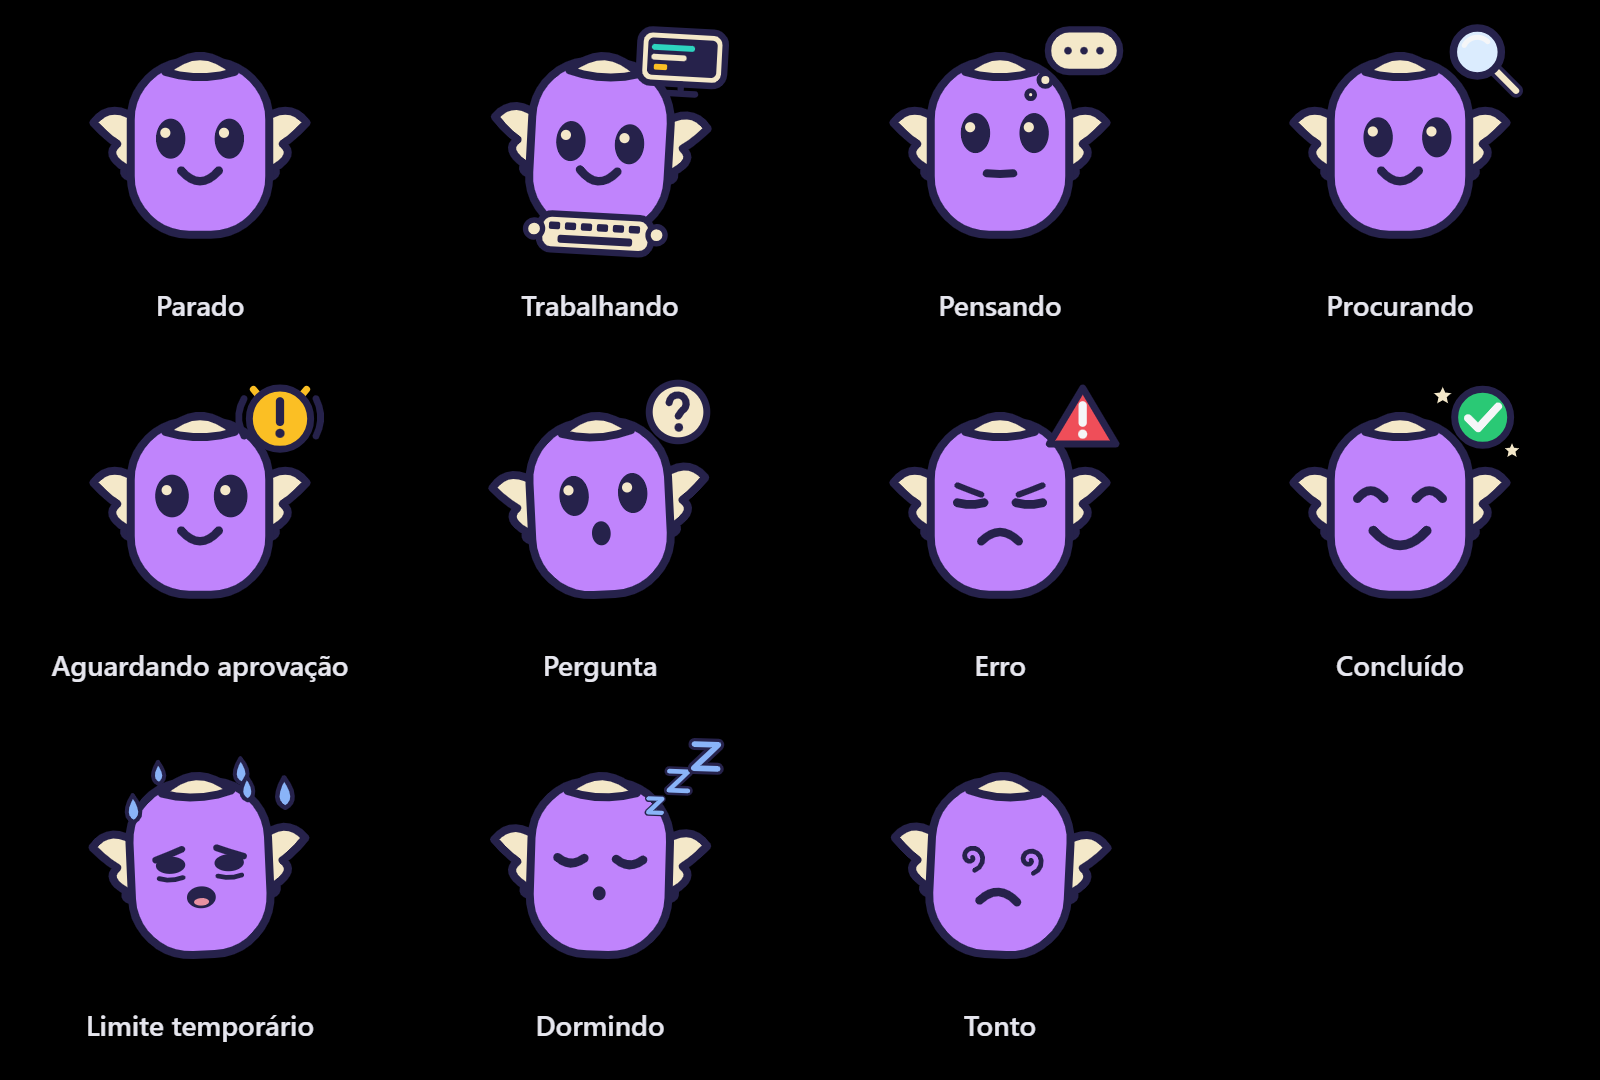 Parado
Trabalhando
Pensando
Procurando
!
?
!
Aguardando aprovação
Pergunta
Erro
Concluído
Z
Z
Z
Limite temporário
Dormindo
Tonto